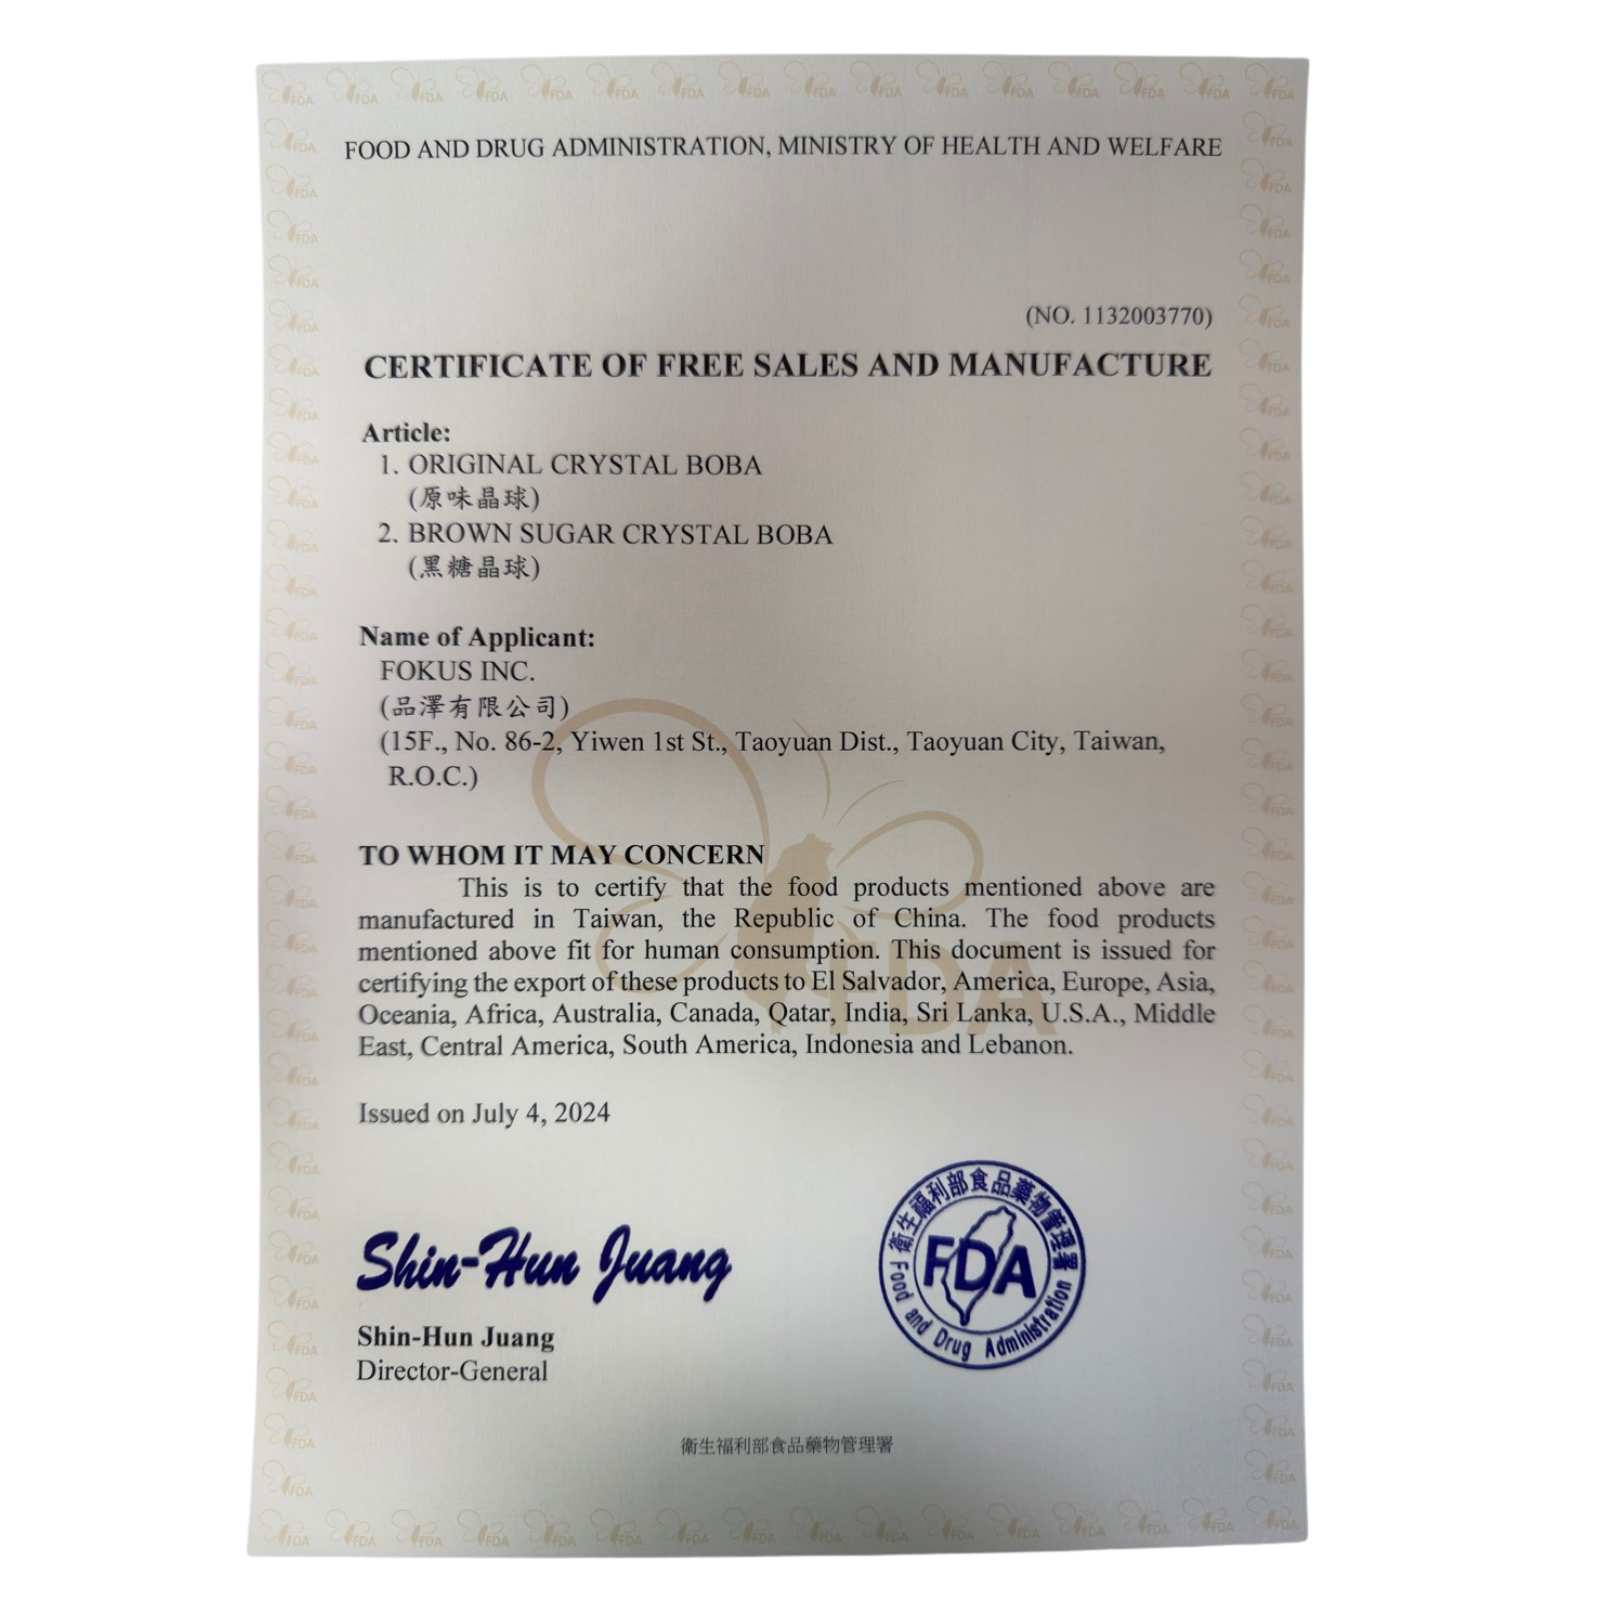 FOOD AND DRUG ADMINISTRATION, MINISTRY OF HEALTH AND WELFARE
(NO. 1132003770)
CERTIFICATE OF FREE SALES AND MANUFACTURE
Article:
1. ORIGINAL CRYSTAL BOBA
(原味晶球)
2. BROWN SUGAR CRYSTAL BOBA
(黑糖晶球)
Name of Applicant:
FOKUS INC.
(品澤有限公司)
(15F., No. 86-2, Yiwen 1st St., Taoyuan Dist., Taoyuan City, Taiwan,
R.O.C.)
TO WHOM IT MAY CONCERN
This is to certify that the food products mentioned above are
manufactured in Taiwan, the Republic of China. The food products
mentioned above fit for human consumption. This document is issued for
certifying the export of these products to El Salvador, America, Europe, Asia,
Oceania, Africa, Australia, Canada, Qatar, India, Sri Lanka, U.S.A., Middle
East, Central America, South America, Indonesia and Lebanon.
FDA
Issued on July 4, 2024
Shin-Hun Juang
衛生福利部食品藥物管理署
FDA
Food and Drug Administration
Shin-Hun Juang
Director-General
衛生福利部食品藥物管理署